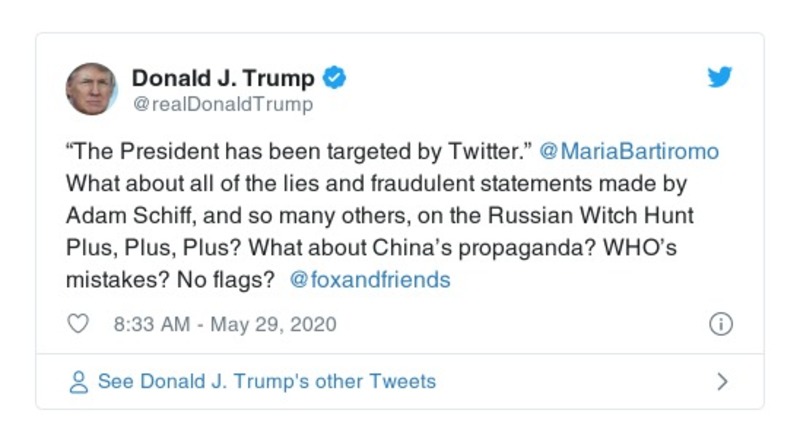 Donald J. Trump
@realDonaldTrump
“The President has been targeted by Twitter.” @MariaBartiromo
What about all of the lies and fraudulent statements made by
Adam Schiff, and so many others, on the Russian Witch Hunt
Plus, Plus, Plus? What about China’s propaganda? WHO’s
mistakes? No flags? @foxandfriends
8:33 AM - May 29, 2020
See Donald J. Trump's other Tweets